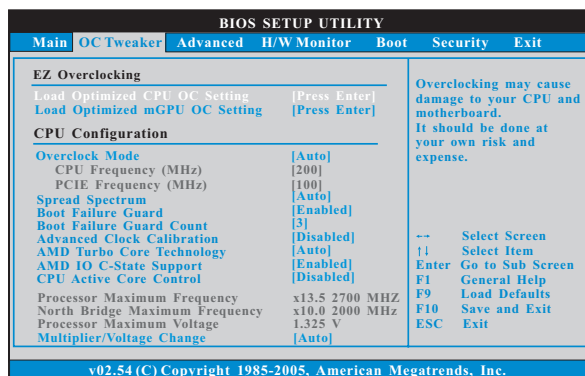 BIOS SETUP UTILITY
Main OC Tweaker Advanced H/W Monitor Boot Security Exit
EZ Overclocking
Load Optimized CPU OC Setting [Press Enter]
Load Optimized mGPU OC Setting [Press Enter]
CPU Configuration
Overclock Mode [Auto]
CPU Frequency (MHz) [200]
PCIE Frequency (MHz) [100]
Spread Spectrum [Auto]
Boot Failure Guard [Enabled]
Boot Failure Guard Count [3]
Advanced Clock Calibration [Disabled]
AMD Turbo Core Technology [Auto]
AMD IO C-State Support [Enabled]
CPU Active Core Control [Disabled]
Processor Maximum Frequency x13.5 2700 MHZ
North Bridge Maximum Frequency x10.0 2000 MHz
Processor Maximum Voltage 1.325 V
Multiplier/Voltage Change [Auto]
Overclocking may cause
damage to your CPU and
motherboard.
It should be done at
your own risk and
expense.
←→ Select Screen
↑↓ Select Item
Enter Go to Sub Screen
F1 General Help
F9 Load Defaults
F10 Save and Exit
ESC Exit
v02.54 (C) Copyright 1985-2005, American Megatrends, Inc.